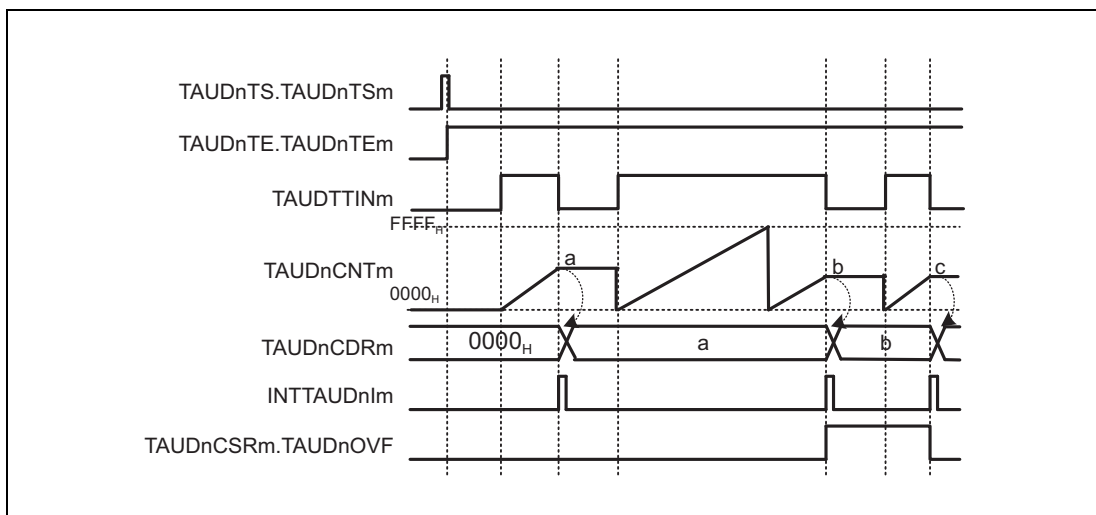 TAUDnTS.TAUDnTSm
TAUDnTE.TAUDnTEm
TAUDTTINm
FFFFH
TAUDnCNTm
a
b
c
0000H
TAUDnCDRm
0000H
a
b
INTTAUDnIm
TAUDnCSRm.TAUDnOVF